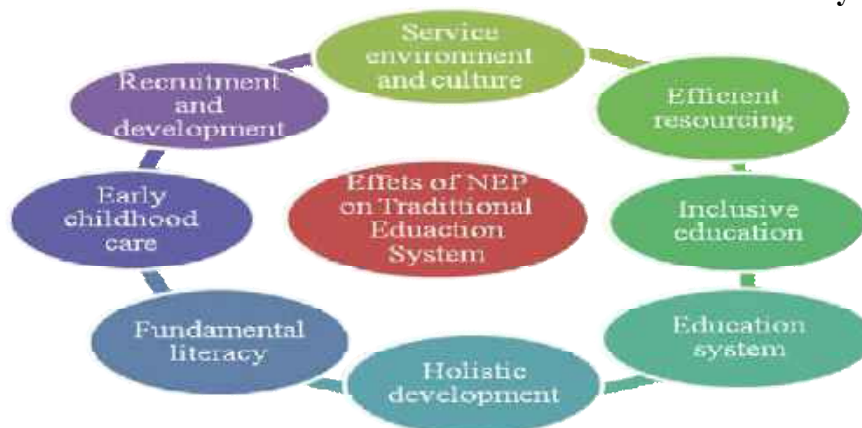 Service
environment
and culture
Efficient
resourcing
Inclusive
education
Education
system
Holistic
development
Fundamental
literacy
Early
childhood
care
Recruitment
and
development
Effets of NEP
on Tradittional
Eduaction
System